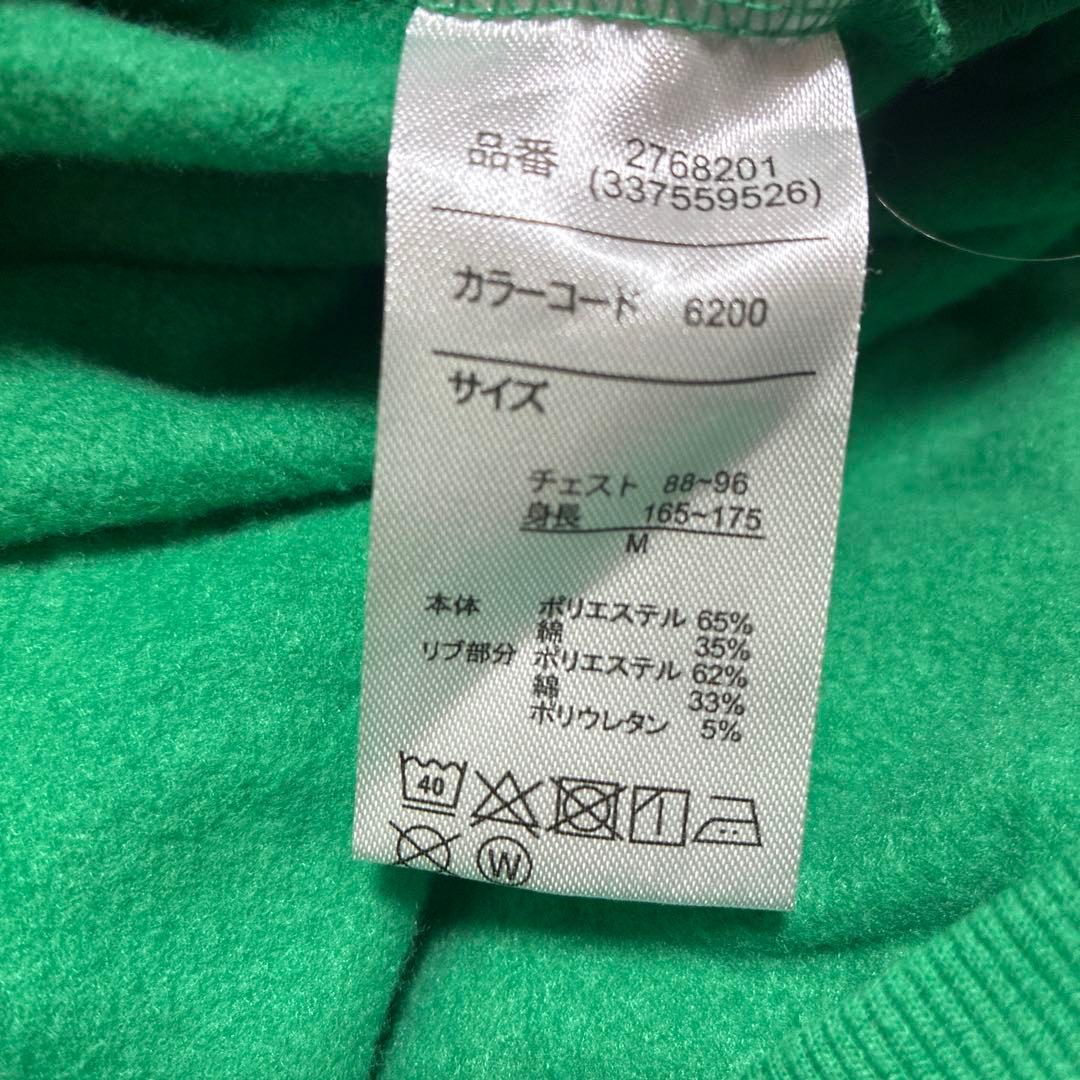 品番 2768201
(337559526)
カラーコード 6200
サイズ
チェスト 88~96
身長 165~175
M
本体 ポリエステル 65%
綿 35%
リブ部分 ポリエステル 62%
綿 33%
ポリウレタン 5%
40
W